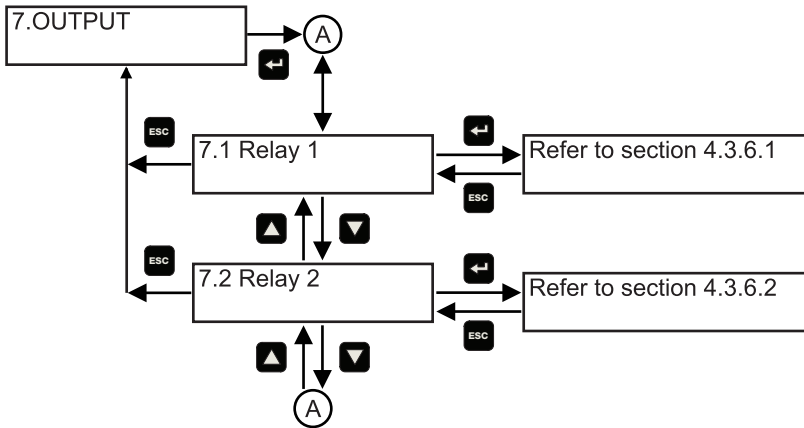 7.OUTPUT
A
ESC
7.1 Relay 1
Refer to section 4.3.6.1
ESC
ESC
7.2 Relay 2
Refer to section 4.3.6.2
ESC
A